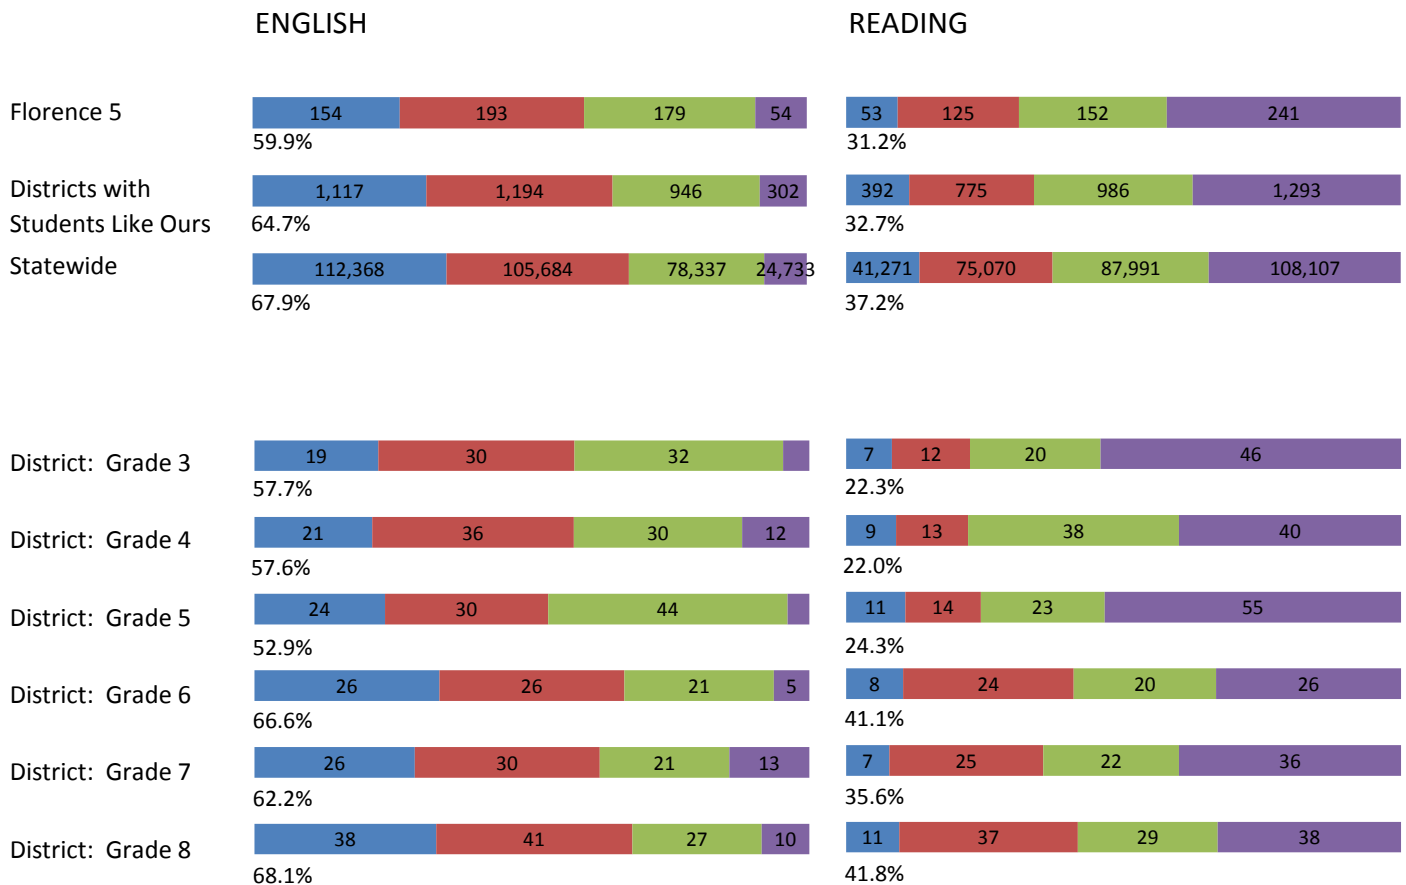 ENGLISH READING
Florence 5 154 193 179 54 53 125 152 241
59.9% 31.2%
Districts with 1,117 1,194 946 302 392 775 986 1,293
Students Like Ours 64.7% 32.7%
Statewide 112,368 105,684 78,337 24,733 41,271 75,070 87,991 108,107
67.9% 37.2%
District: Grade 3 19 30 32 7 12 20 46
57.7% 22.3%
District: Grade 4 21 36 30 12 9 13 38 40
57.6% 22.0%
District: Grade 5 24 30 44 11 14 23 55
52.9% 24.3%
District: Grade 6 26 26 21 5 8 24 20 26
66.6% 41.1%
District: Grade 7 26 30 21 13 7 25 22 36
62.2% 35.6%
District: Grade 8 38 41 27 10 11 37 29 38
68.1% 41.8%